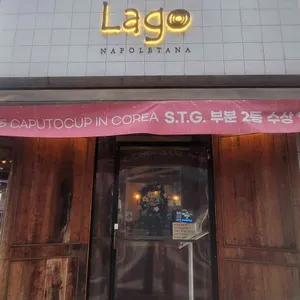 Lago
NAPOLETANA
CAPUTOCUP IN COREA S.T.G. 부분 2등 수상